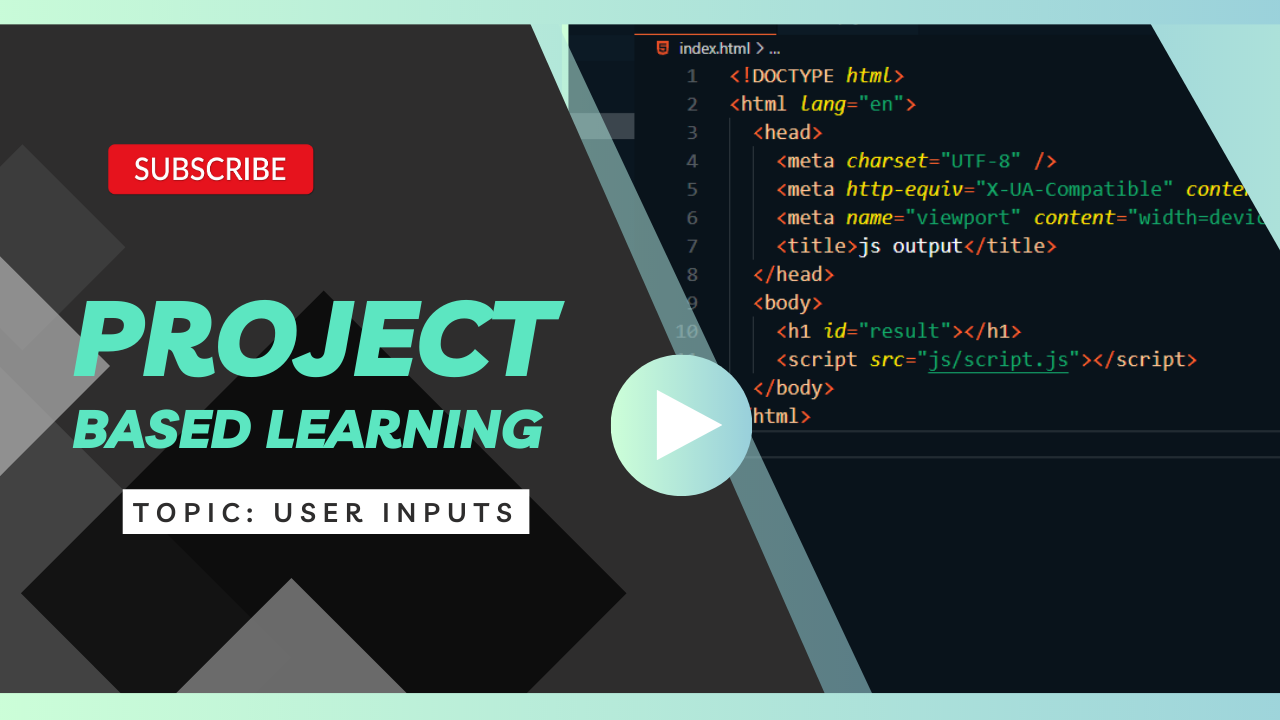 SUBSCRIBE
PROJECT
BASED LEARNING
TOPIC: USER INPUTS
index.html > ...
1 <!DOCTYPE html>
2 <html lang="en">
3 <head>
4 <meta charset="UTF-8" />
5 <meta http-equiv="X-UA-Compatible"
6 <meta name="viewport" content="width=
7 <title>js output</title>
8 </head>
9 <body>
10 <h1 id="result"></h1>
<script src="js/script.js"></script>
</body>
html>